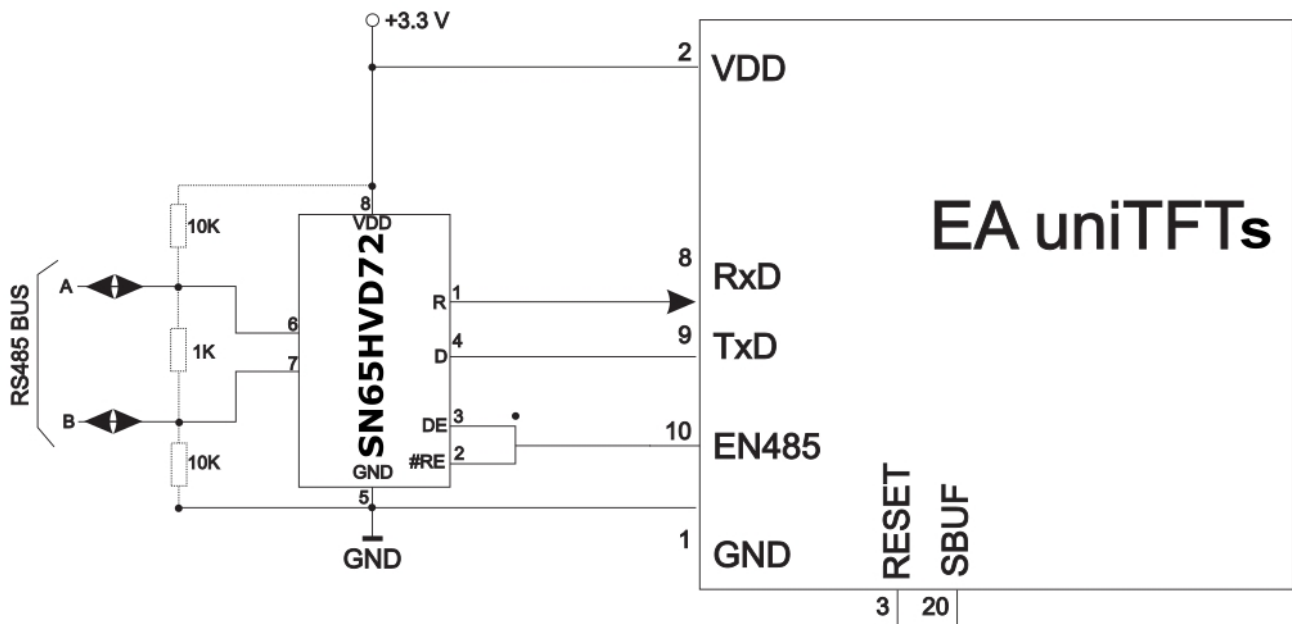 +3.3 V
2
VDD
8
VDD
10K
EA uniTFTs
8
RxD
A
1
R
RS485 BUS
6
SN65HVD72
1K
9
TxD
4
D
7
B
3
DE
10
EN485
2
#RE
10K
GND
5
GND
1
GND
RESET
SBUF
3
20